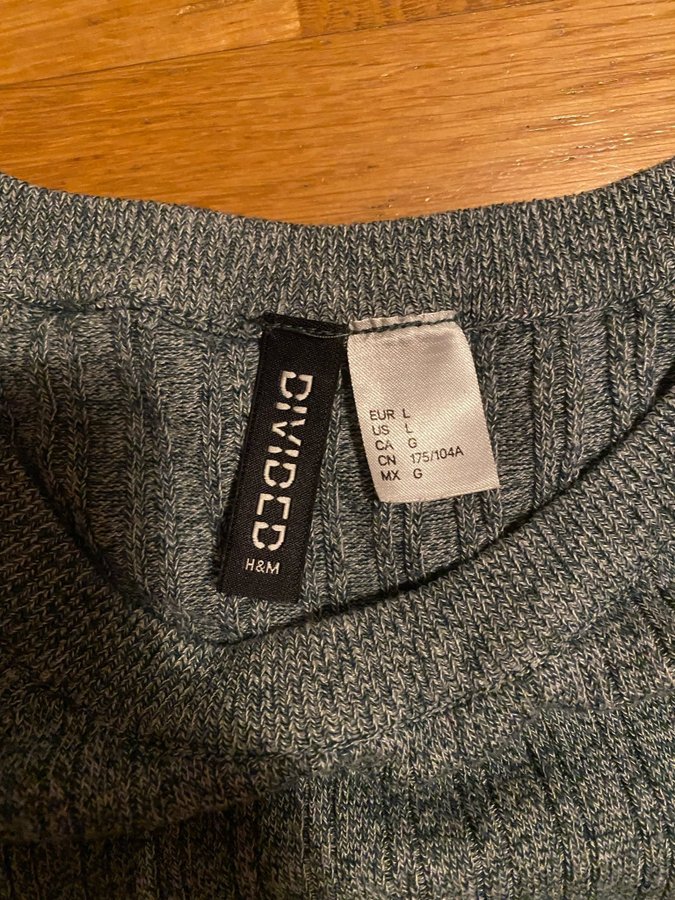 DIVIDED
H&M
EUR L
US L
CA G
CN 175/104A
MX G